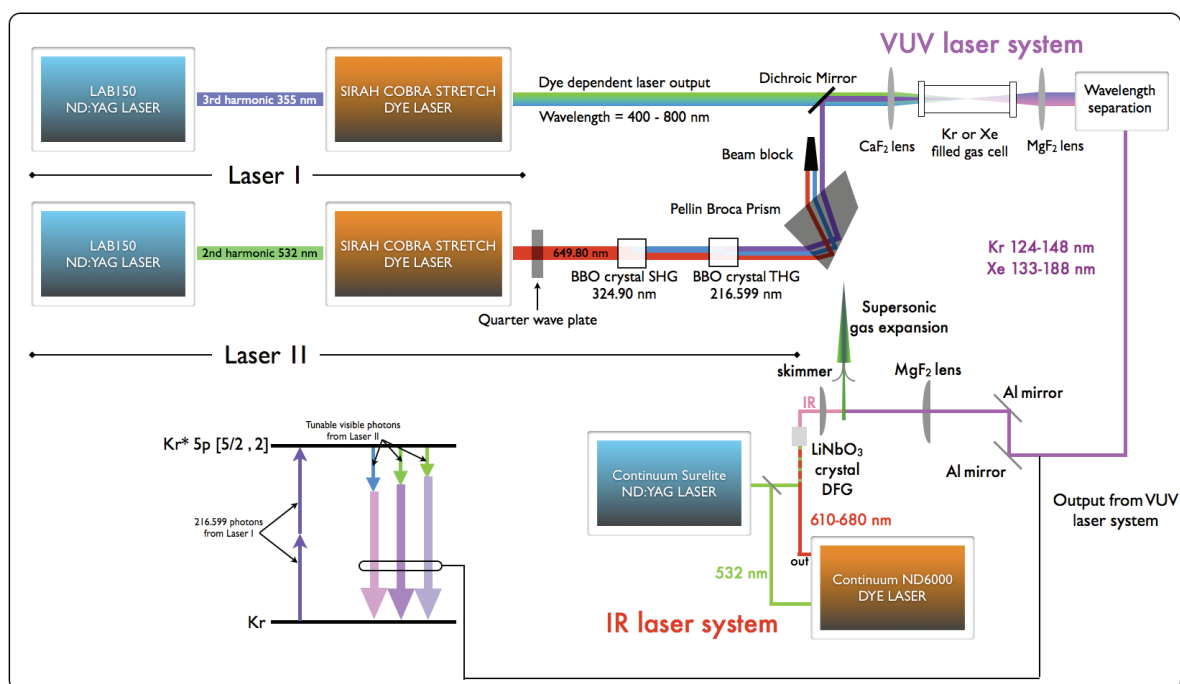 VUV laser system
LAB150
ND:YAG LASER
3rd harmonic 355 nm
SIRAH COBRA STRETCH
DYE LASER
Dye dependent laser output
Wavelength = 400 - 800 nm
Dichroic Mirror
CaF₂ lens
Kr or Xe
filled gas cell
MgF₂ lens
Wavelength
separation
Laser I
Beam block
Pellin Broca Prism
LAB150
ND:YAG LASER
2nd harmonic 532 nm
SIRAH COBRA STRETCH
DYE LASER
649.80 nm
BBO crystal SHG
324.90 nm
BBO crystal THG
216.599 nm
Quarter wave plate
Kr 124-148 nm
Xe 133-188 nm
Laser II
Supersonic
gas expansion
skimmer
MgF₂ lens
Al mirror
IR
LiNbO₃
crystal
DFG
Al mirror
Continuum Surelite
ND:YAG LASER
610-680 nm
532 nm
out
Continuum ND6000
DYE LASER
IR laser system
Output from VUV
laser system
Kr* 5p [5/2 , 2]
Tunable visible photons
from Laser II
216.599 photons
from Laser I
Kr